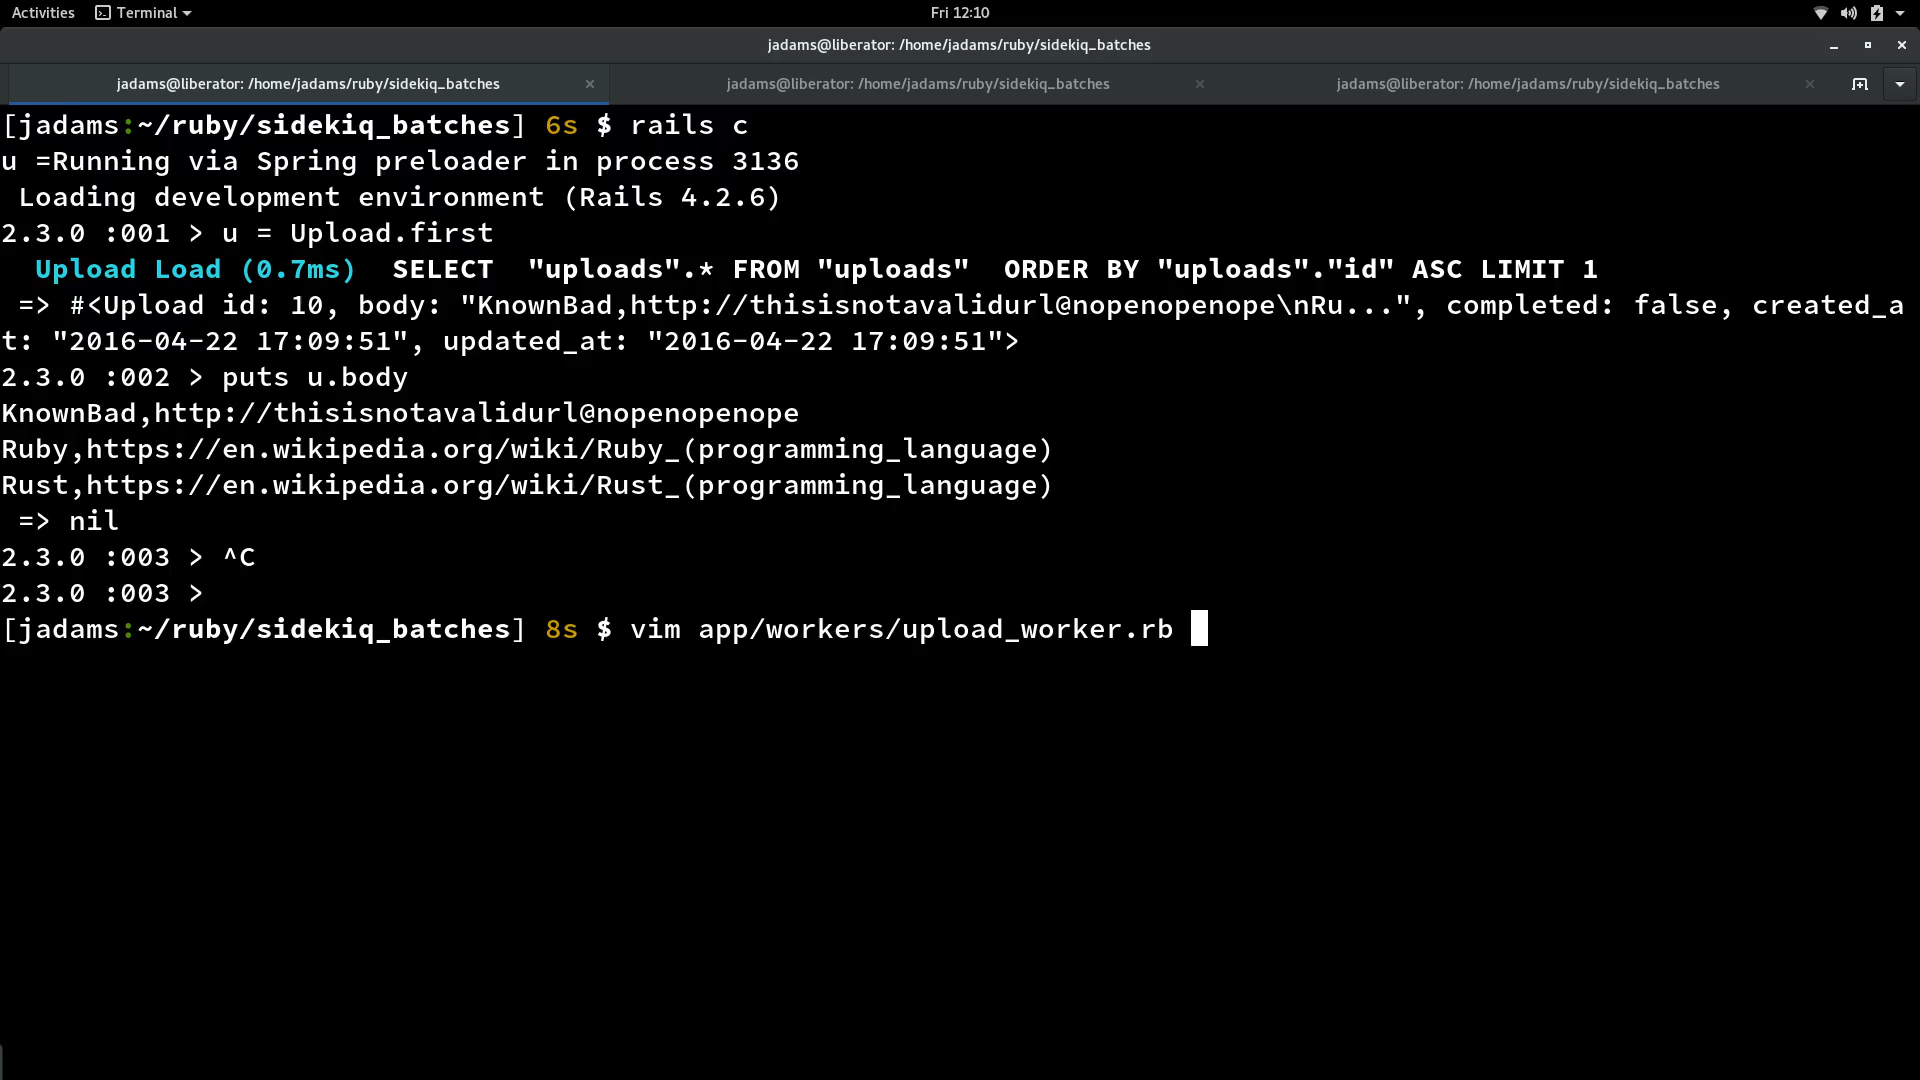 Activities Terminal Fri 12:10
jadams@liberator: /home/jadams/ruby/sidekiq_batches
jadams@liberator: /home/jadams/ruby/sidekiq_batches jadams@liberator: /home/jadams/ruby/sidekiq_batches jadams@liberator: /home/jadams/ruby/sidekiq_batches
[jadams:~/ruby/sidekiq_batches] 6s $ rails c
u =Running via Spring preloader in process 3136
 Loading development environment (Rails 4.2.6)
2.3.0 :001 > u = Upload.first
  Upload Load (0.7ms)  SELECT  "uploads".* FROM "uploads"  ORDER BY "uploads"."id" ASC LIMIT 1
 => #<Upload id: 10, body: "KnownBad,http://thisisnotavalidurl@nopenopenope\nRu...", completed: false, created_a
t: "2016-04-22 17:09:51", updated_at: "2016-04-22 17:09:51">
2.3.0 :002 > puts u.body
KnownBad,http://thisisnotavalidurl@nopenopenope
Ruby,https://en.wikipedia.org/wiki/Ruby_(programming_language)
Rust,https://en.wikipedia.org/wiki/Rust_(programming_language)
 => nil
2.3.0 :003 > ^C
2.3.0 :003 >
[jadams:~/ruby/sidekiq_batches] 8s $ vim app/workers/upload_worker.rb